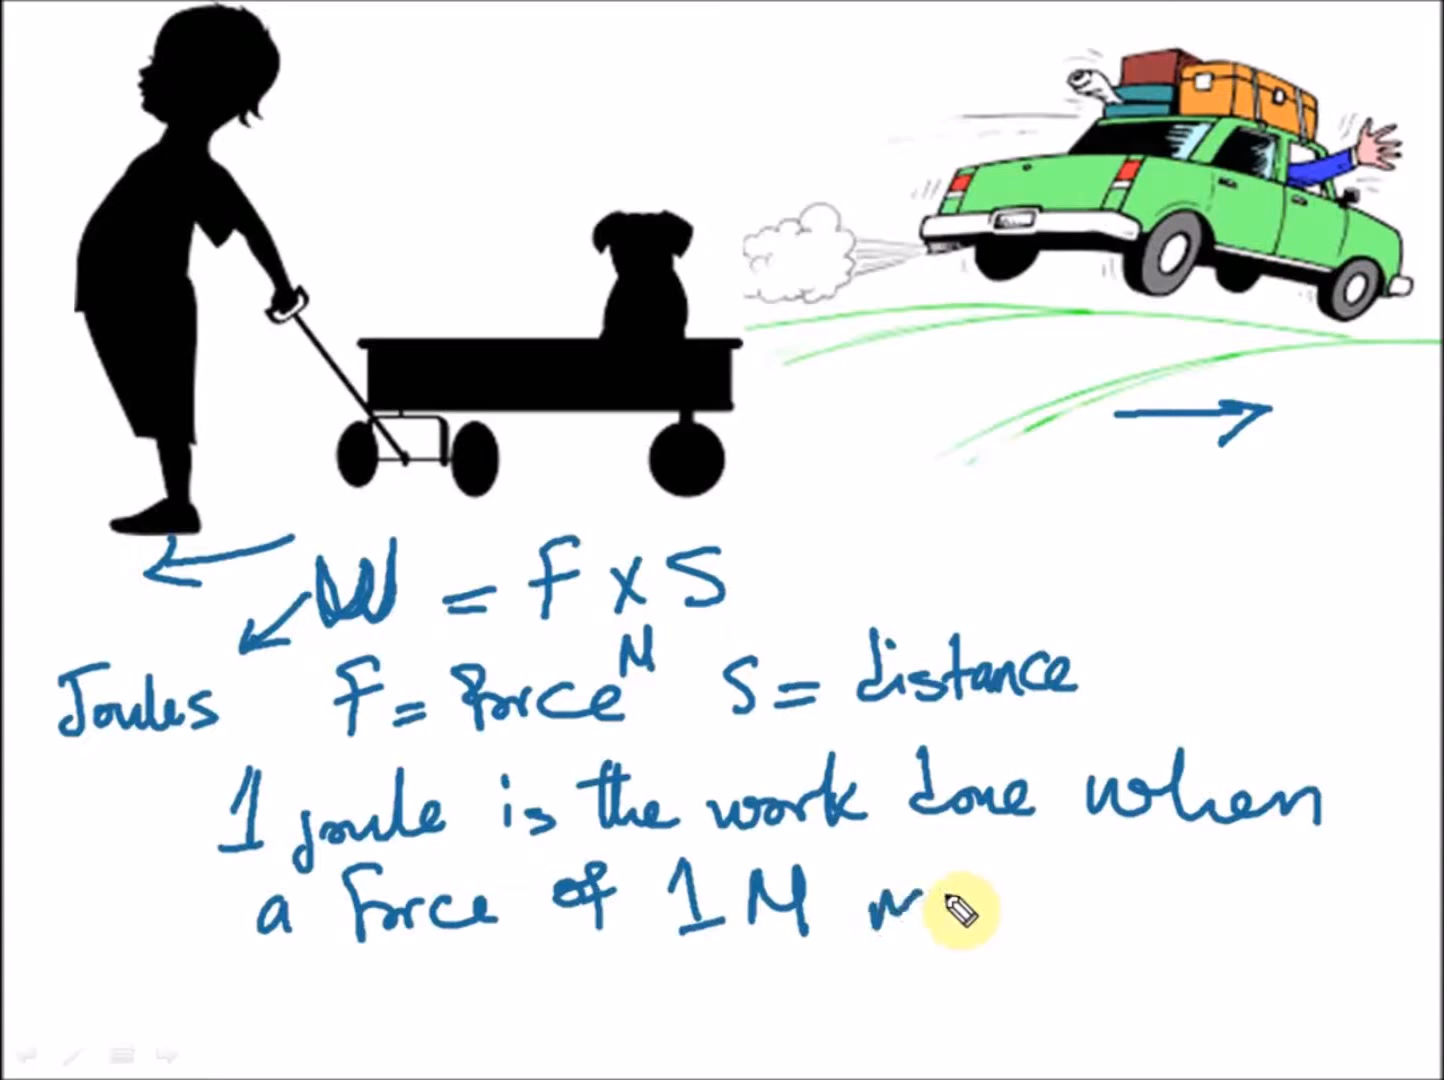 W = F x S
Joules F = Force N S = distance
1 joule is the work done when
a force of 1 N m